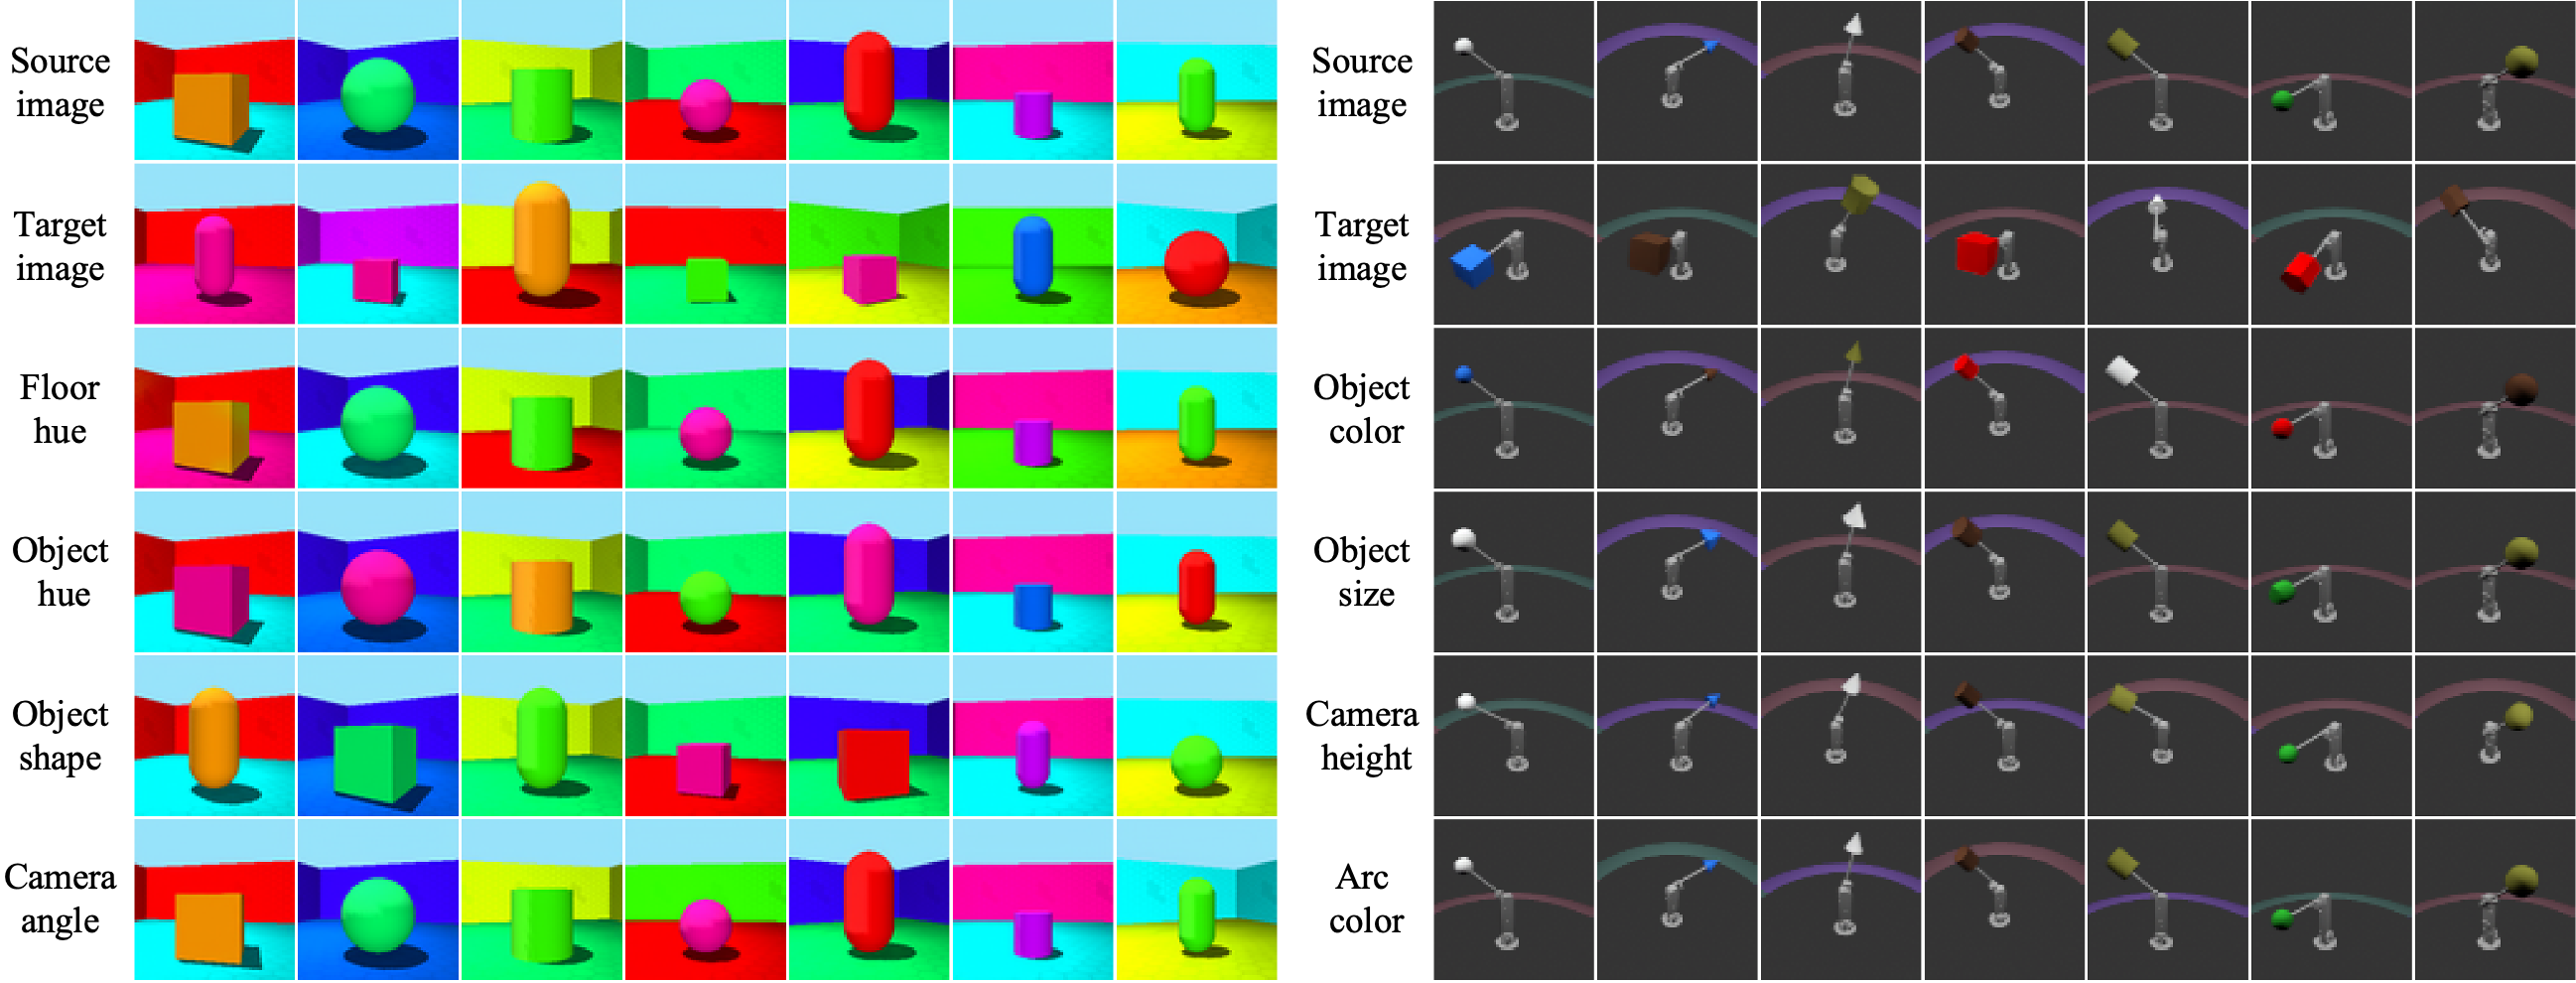 Source
image
Target
image
Floor
hue
Object
hue
Object
shape
Camera
angle
Source
image
Target
image
Object
color
Object
size
Camera
height
Arc
color